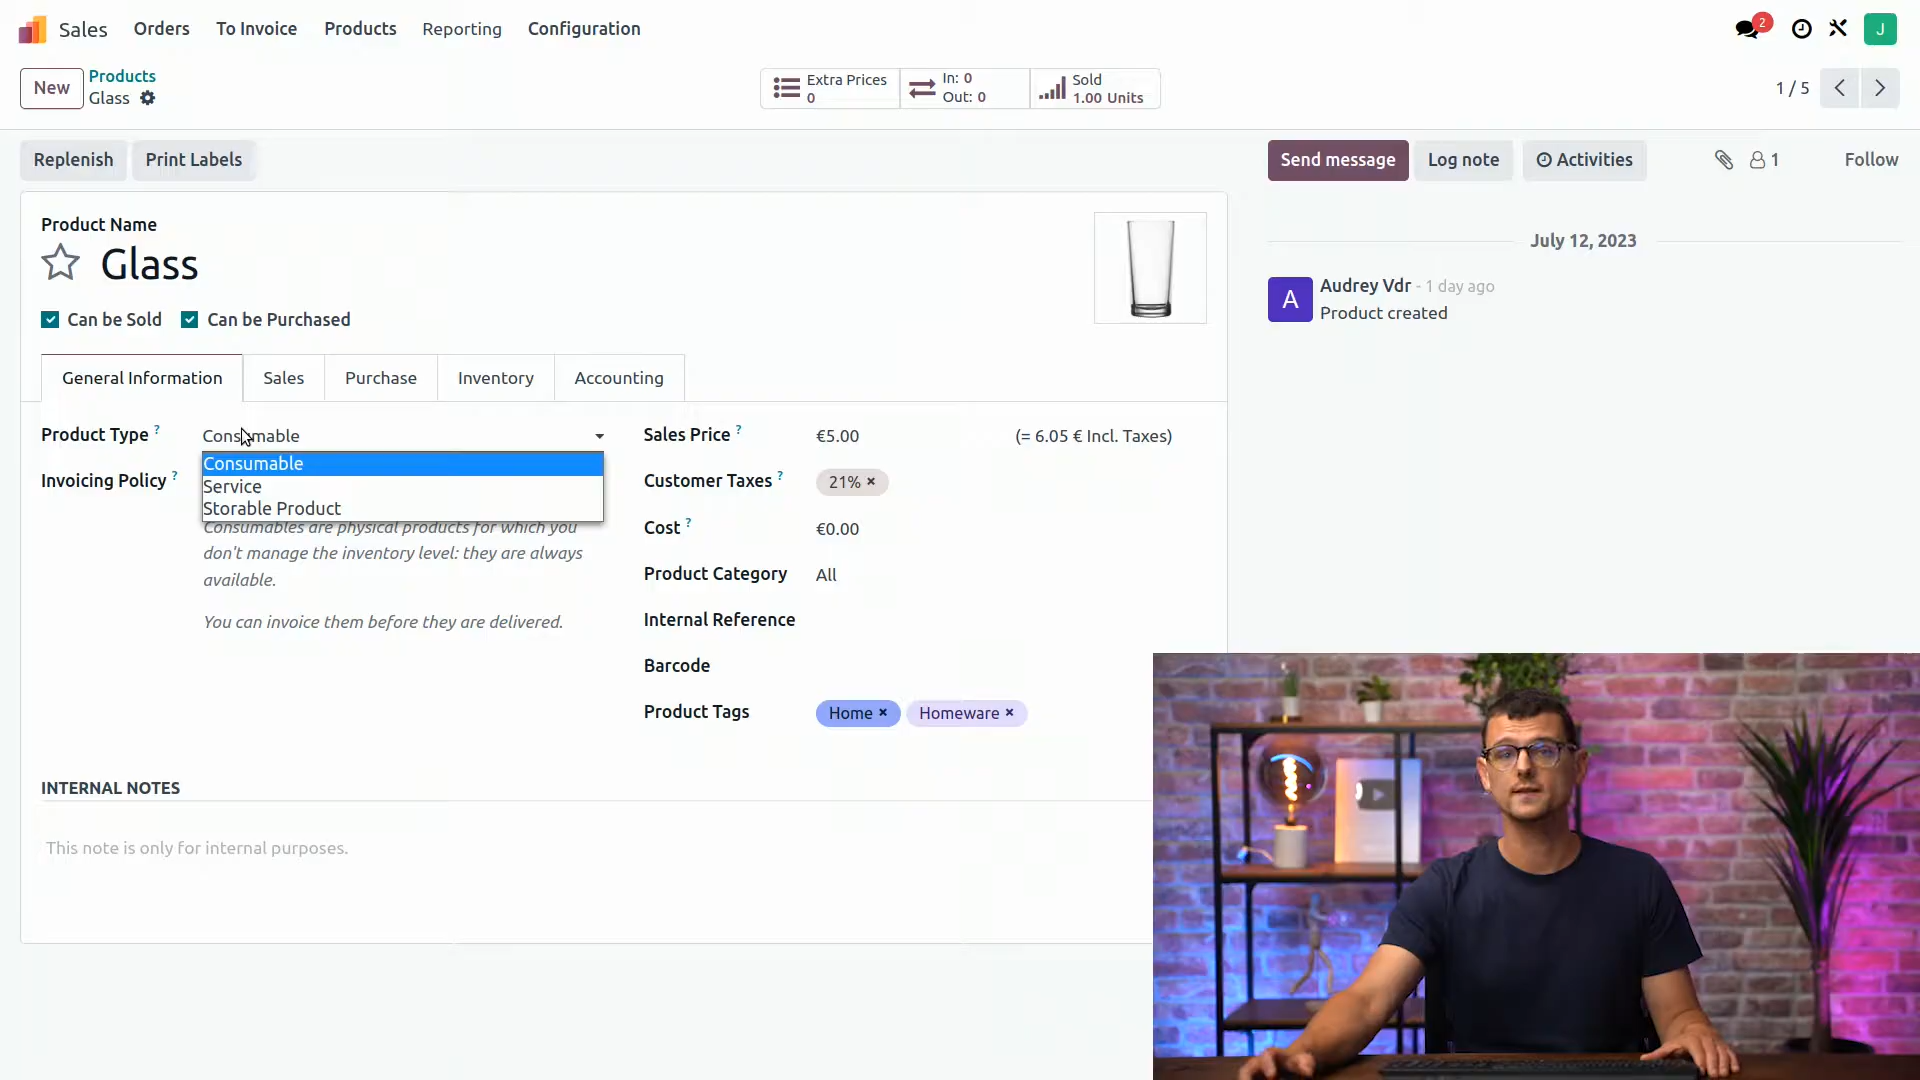 Sales Orders To Invoice Products Reporting Configuration 2 J
New Products
Glass
Extra Prices
0
In: 0
Out: 0
Sold
1.00 Units
1 / 5
Replenish Print Labels
Send message Log note Activities 1 Follow
Product Name
Glass
Can be Sold Can be Purchased
July 12, 2023
A Audrey Vdr - 1 day ago
Product created
General Information Sales Purchase Inventory Accounting
Product Type ? Consumable
Consumable
Service
Storable Product
Invoicing Policy ?
Consumables are physical products for which you
don't manage the inventory level: they are always
available.
You can invoice them before they are delivered.
Sales Price ? €5.00 (= 6.05 € Incl. Taxes)
Customer Taxes ? 21% ×
Cost ? €0.00
Product Category All
Internal Reference
Barcode
Product Tags Home × Homeware ×
INTERNAL NOTES
This note is only for internal purposes.